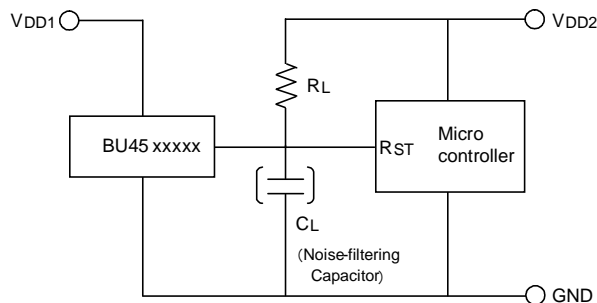 VDD1
VDD2
RL
BU45 xxxxx
RST
Micro
controller
CL
(Noise-filtering
Capacitor)
GND